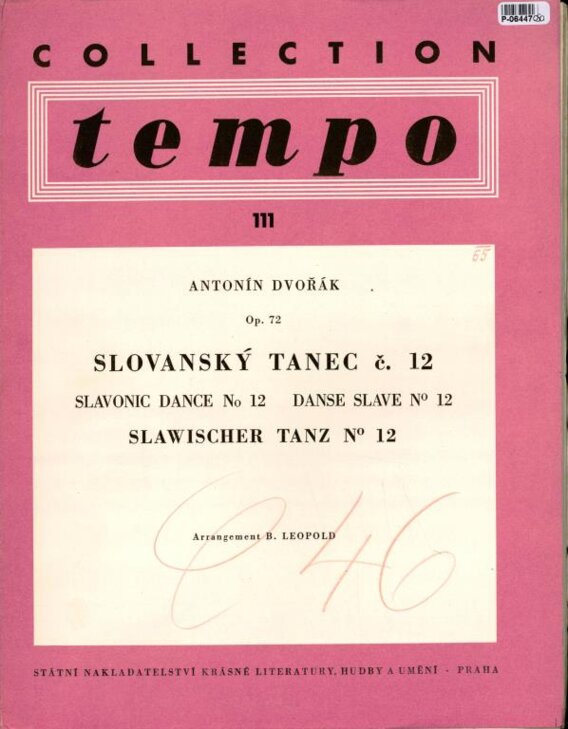 P-06447
COLLECTION
tempo
111
65
ANTONÍN DVOŘÁK
Op. 72
SLOVANSKÝ TANEC č. 12
SLAVONIC DANCE No 12 DANSE SLAVE Nº 12
SLAWISCHER TANZ Nº 12
Arrangement B. LEOPOLD
C 46
STÁTNÍ NAKLADATELSTVÍ KRÁSNÉ LITERATURY, HUDBY A UMĚNÍ - PRAHA